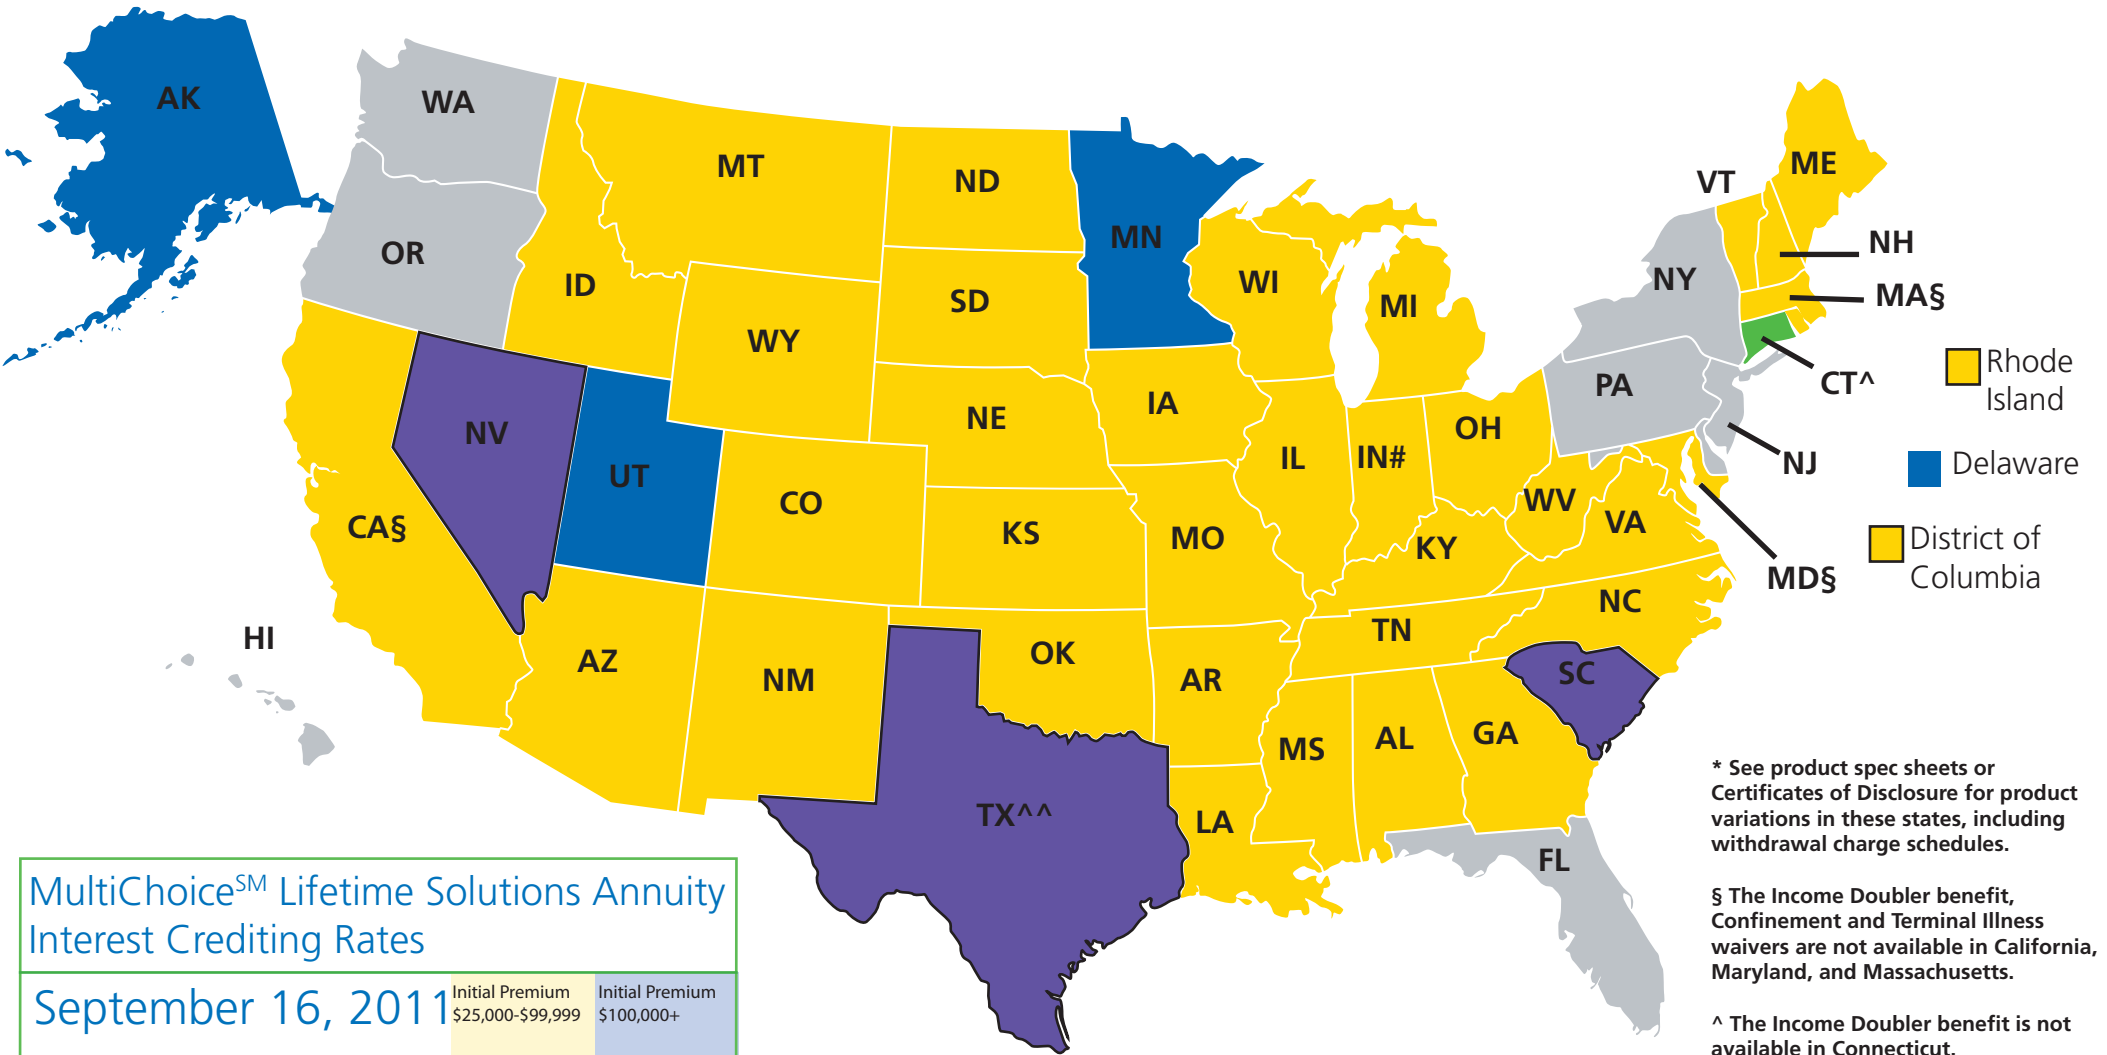 AK
WA
MT
ND
MN
VT
ME
OR
ID
SD
WI
MI
NY
NH
MA§
WY
NE
IA
PA
CT^
Rhode
Island
NV
UT
CO
IL
IN#
OH
NJ
Delaware
CA§
KS
MO
KY
WV
VA
MD§
District of
Columbia
HI
AZ
NM
OK
AR
TN
NC
SC
TX^^
LA
MS
AL
GA
FL
* See product spec sheets or
Certificates of Disclosure for product
variations in these states, including
withdrawal charge schedules.
§ The Income Doubler benefit,
Confinement and Terminal Illness
waivers are not available in California,
Maryland, and Massachusetts.
^ The Income Doubler benefit is not
available in Connecticut.
MultiChoiceSM Lifetime Solutions Annuity
Interest Crediting Rates
September 16, 2011
Initial Premium
$25,000-$99,999
Initial Premium
$100,000+